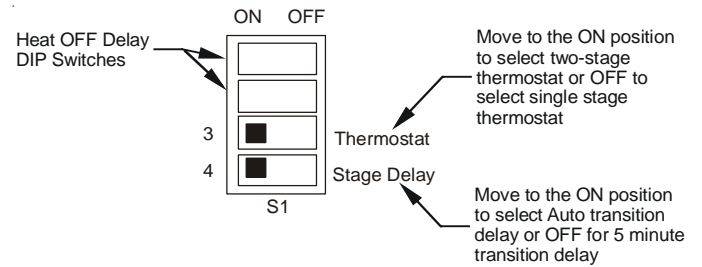 ON OFF
Heat OFF Delay
DIP Switches
Move to the ON position
to select two-stage
thermostat or OFF to
select single stage
thermostat
3
Thermostat
4
Stage Delay
S1
Move to the ON position
to select Auto transition
delay or OFF for 5 minute
transition delay